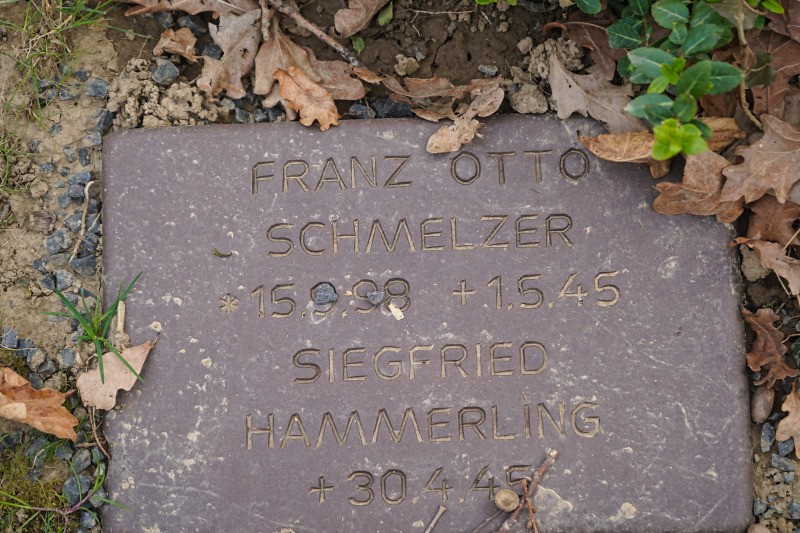 FRANZ OTTO
SCHMELZER
*15.9.98 +1.5.45
SIEGFRIED
HAMMERLING
+30.4.45